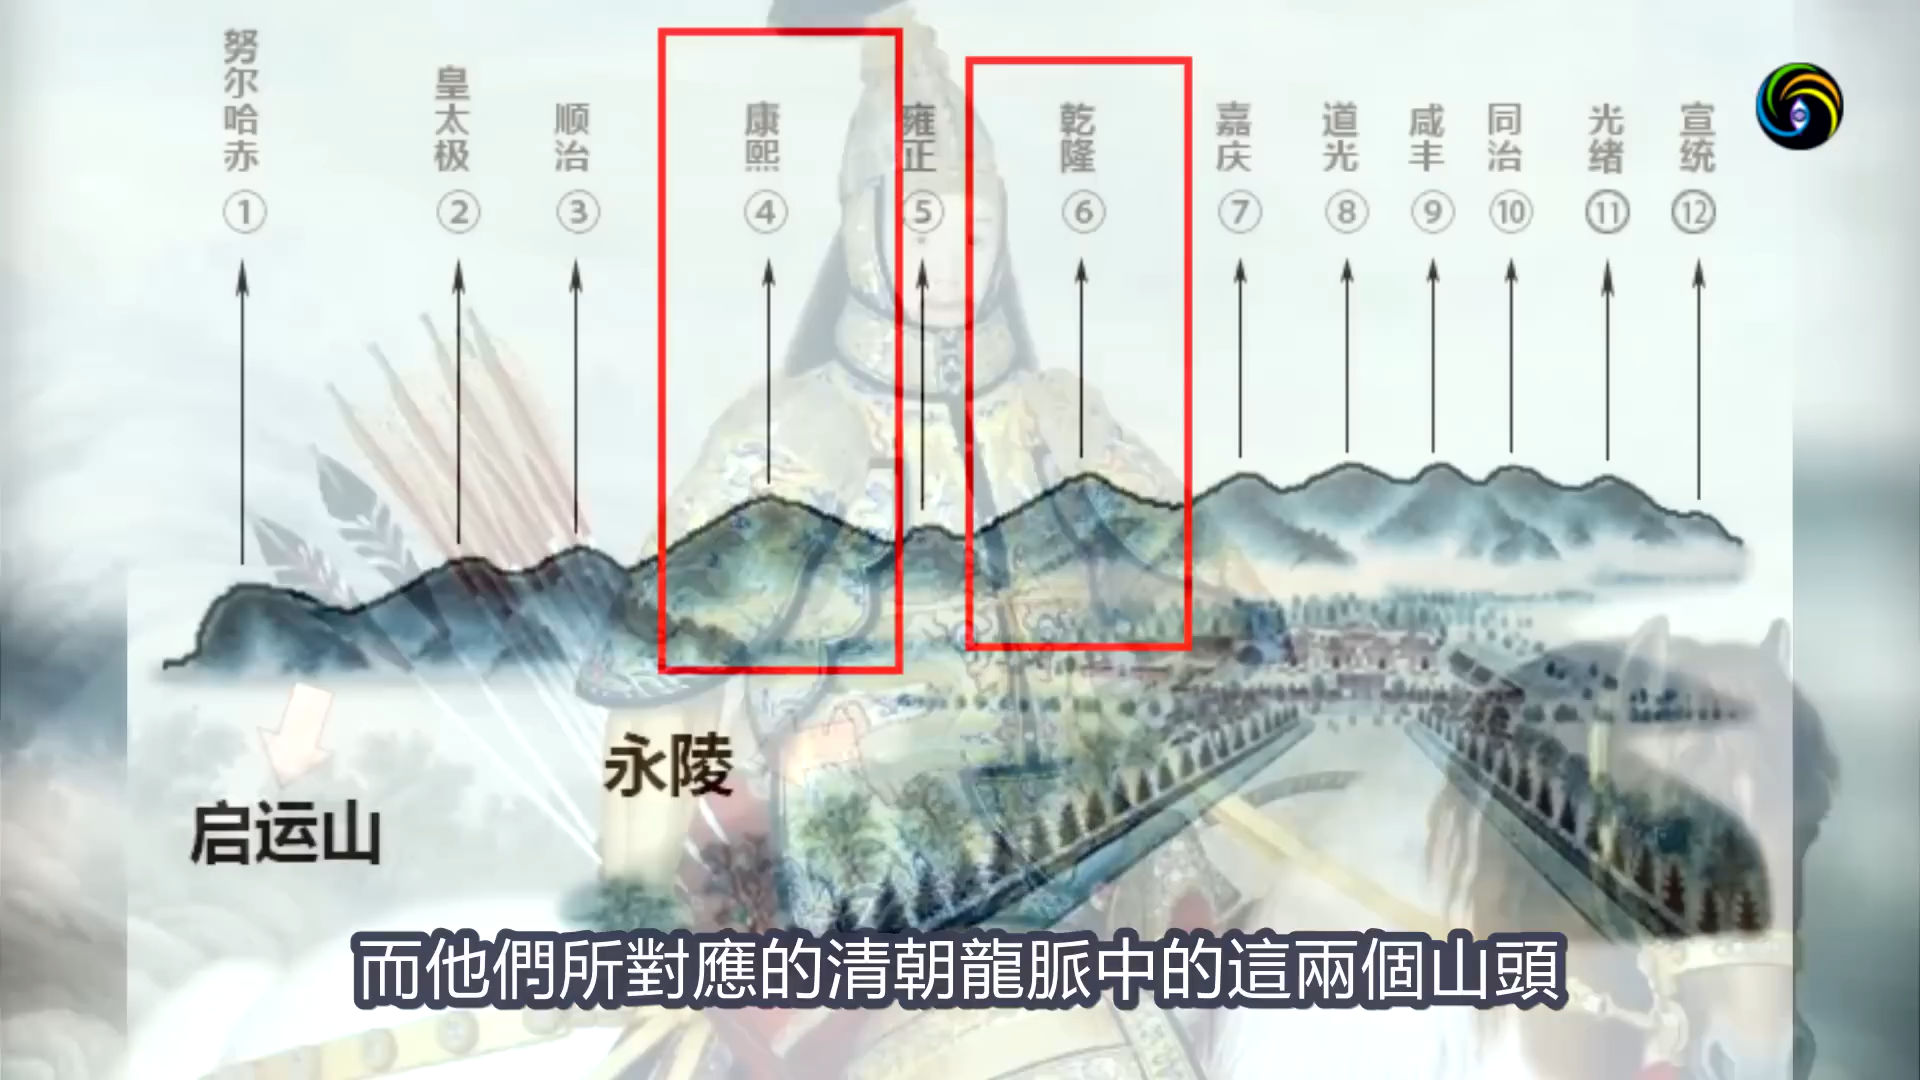 努尔哈赤
①
皇太极
②
顺治
③
康熙
④
雍正
⑤
乾隆
⑥
嘉庆
⑦
道光
⑧
咸丰
⑨
同治
⑩
光绪
⑪
宣统
⑫
永陵
启运山
而他們所對應的清朝龍脈中的這兩個山頭